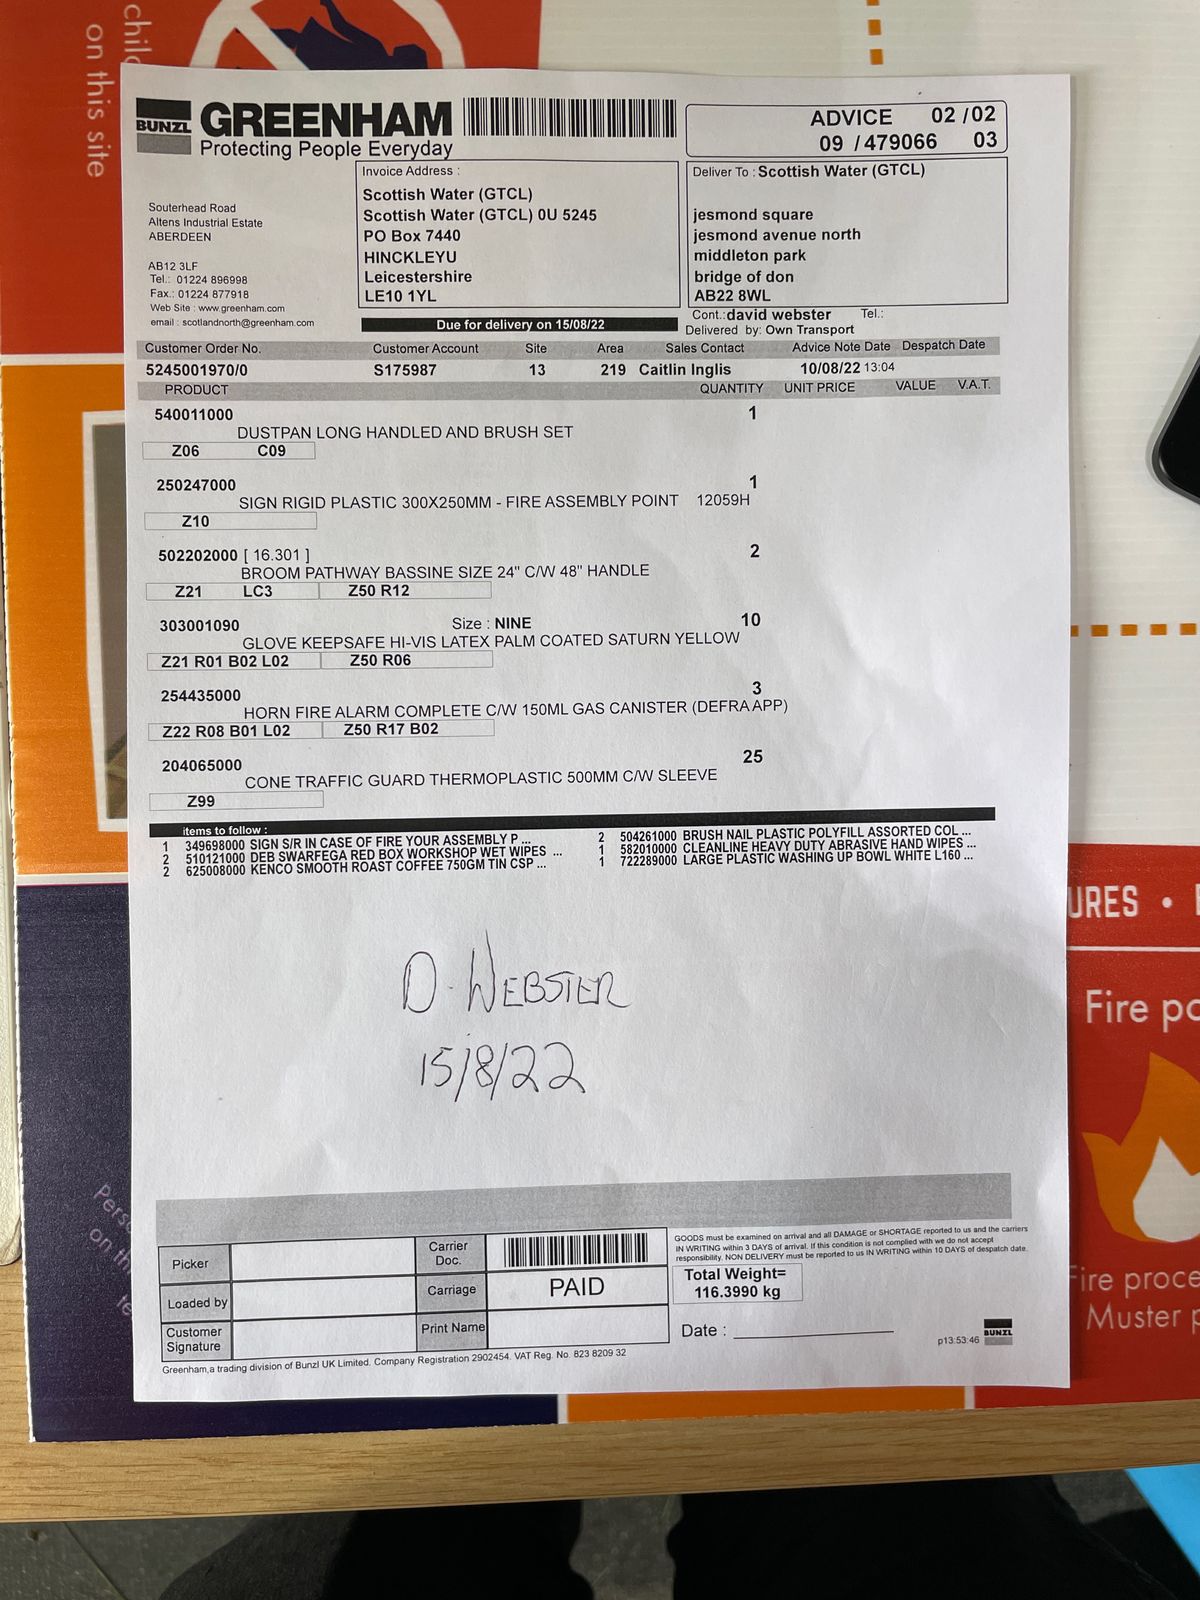 child
on this site
BUNZL GREENHAM
Protecting People Everyday
ADVICE 02 /02
09 /479066 03
Souterhead Road
Altens Industrial Estate
ABERDEEN
AB12 3LF
Tel.: 01224 896998
Fax.: 01224 877918
Web Site : www.greenham.com
email : scotlandnorth@greenham.com
Invoice Address :
Scottish Water (GTCL)
Scottish Water (GTCL) 0U 5245
PO Box 7440
HINCKLEYU
Leicestershire
LE10 1YL
Deliver To : Scottish Water (GTCL)
jesmond square
jesmond avenue north
middleton park
bridge of don
AB22 8WL
Cont.: david webster Tel.:
Due for delivery on 15/08/22
Delivered by: Own Transport
Customer Order No. Customer Account Site Area Sales Contact Advice Note Date Despatch Date
5245001970/0 S175987 13 219 Caitlin Inglis 10/08/22 13:04
PRODUCT QUANTITY UNIT PRICE VALUE V.A.T.
540011000 1
DUSTPAN LONG HANDLED AND BRUSH SET
Z06 C09
250247000 1
SIGN RIGID PLASTIC 300X250MM - FIRE ASSEMBLY POINT 12059H
Z10
502202000 [ 16.301 ] 2
BROOM PATHWAY BASSINE SIZE 24" C/W 48" HANDLE
Z21 LC3 Z50 R12
303001090 Size : NINE 10
GLOVE KEEPSAFE HI-VIS LATEX PALM COATED SATURN YELLOW
Z21 R01 B02 L02 Z50 R06
254435000 3
HORN FIRE ALARM COMPLETE C/W 150ML GAS CANISTER (DEFRA APP)
Z22 R08 B01 L02 Z50 R17 B02
204065000 25
CONE TRAFFIC GUARD THERMOPLASTIC 500MM C/W SLEEVE
Z99
items to follow :
1 349698000 SIGN S/R IN CASE OF FIRE YOUR ASSEMBLY P ... 2 504261000 BRUSH NAIL PLASTIC POLYFILL ASSORTED COL ...
2 510121000 DEB SWARFEGA RED BOX WORKSHOP WET WIPES ... 1 582010000 CLEANLINE HEAVY DUTY ABRASIVE HAND WIPES ...
2 625008000 KENCO SMOOTH ROAST COFFEE 750GM TIN CSP ... 1 722289000 LARGE PLASTIC WASHING UP BOWL WHITE L160 ...
D. WEBSTER
15/8/22
Picker
Loaded by
Customer Signature
Carrier Doc.
Carriage PAID
Print Name
GOODS must be examined on arrival and all DAMAGE or SHORTAGE reported to us and the carriers
IN WRITING within 3 DAYS of arrival. If this condition is not complied with we do not accept
responsibility. NON DELIVERY must be reported to us IN WRITING within 10 DAYS of despatch date.
Total Weight=
116.3990 kg
Date :
p13:53:46 BUNZL
Greenham,a trading division of Bunzl UK Limited. Company Registration 2902454. VAT Reg. No. 823 8209 32
URES •
Fire po
Fire proce
Muster p
Pers
on th